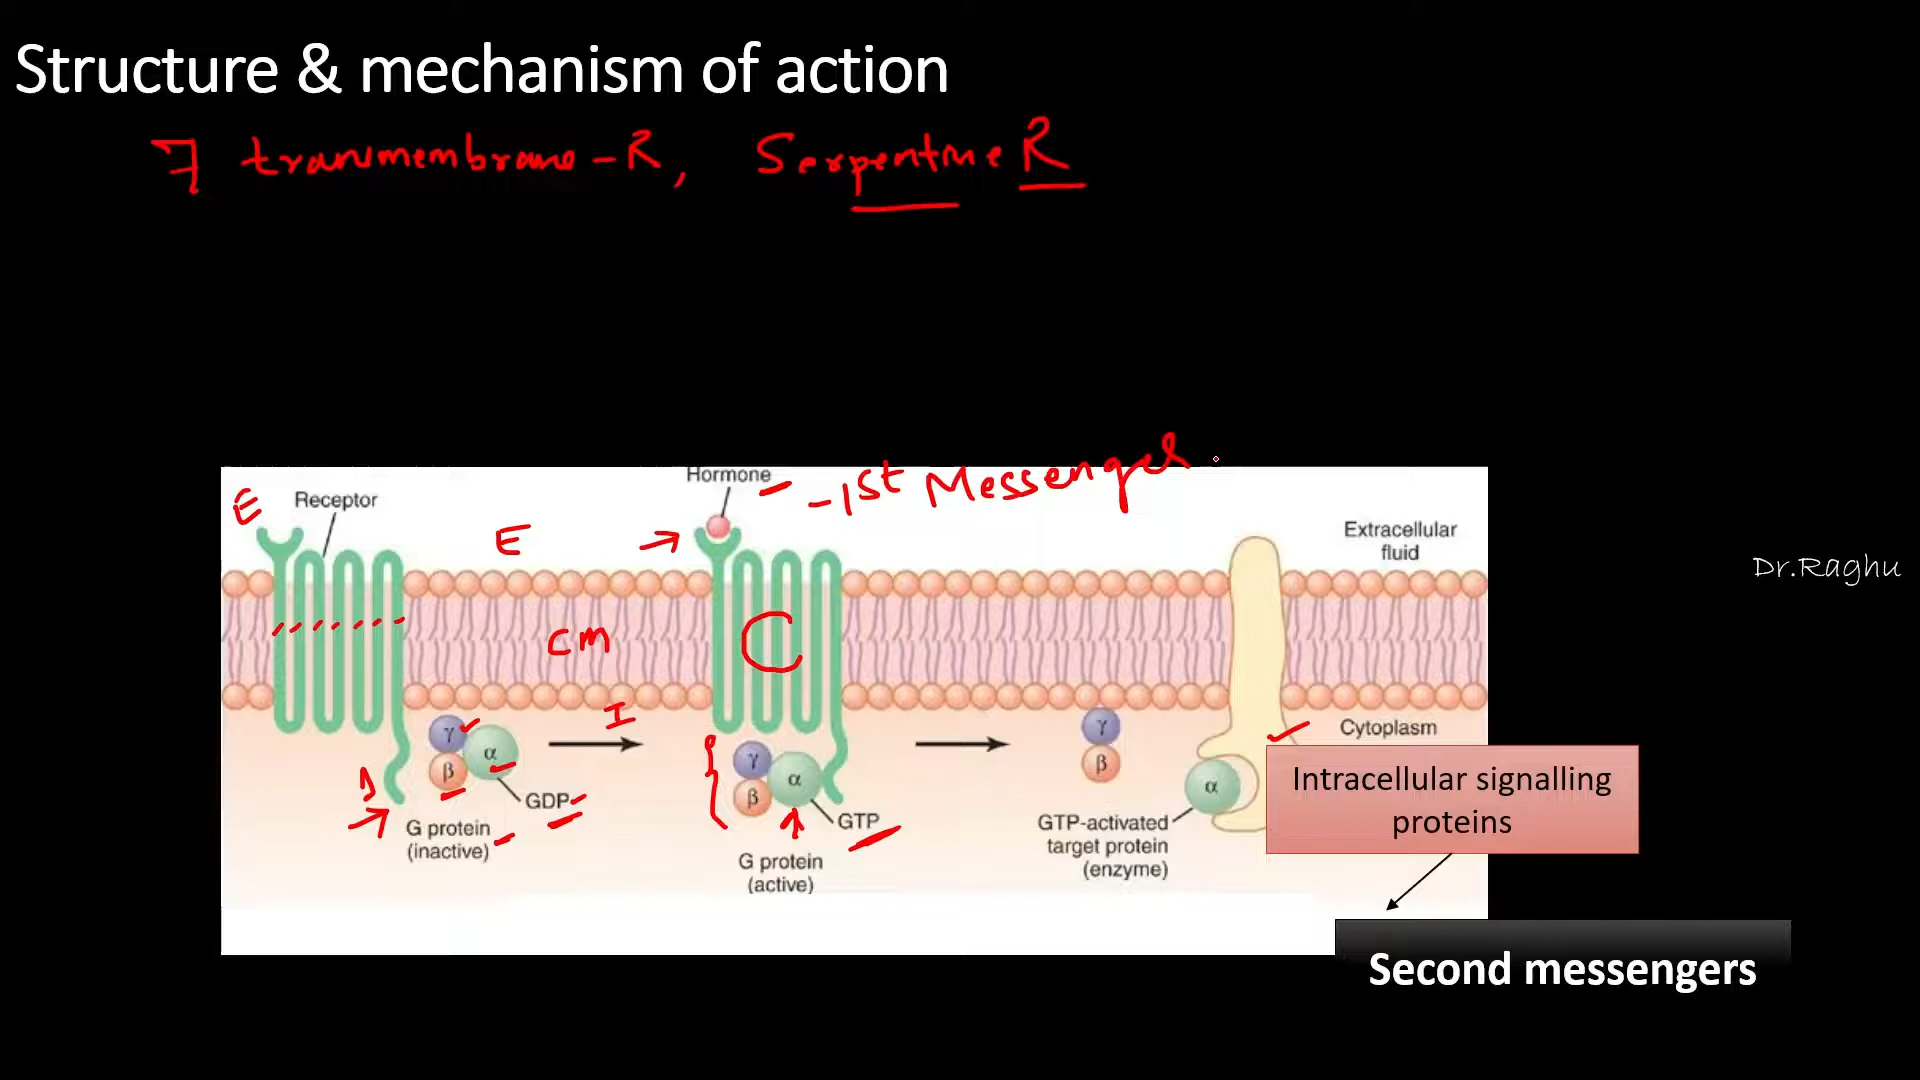 Structure & mechanism of action
7 transmembrane - R, Serpentine R
Hormone
- 1st Messenger
E
Receptor
E
Extracellular
fluid
Dr.Raghu
C
CM
I
Cytoplasm
γ
α
β
GDP
G protein
(inactive)
γ
α
β
GTP
G protein
(active)
γ
β
α
GTP-activated
target protein
(enzyme)
Intracellular signalling
proteins
Second messengers